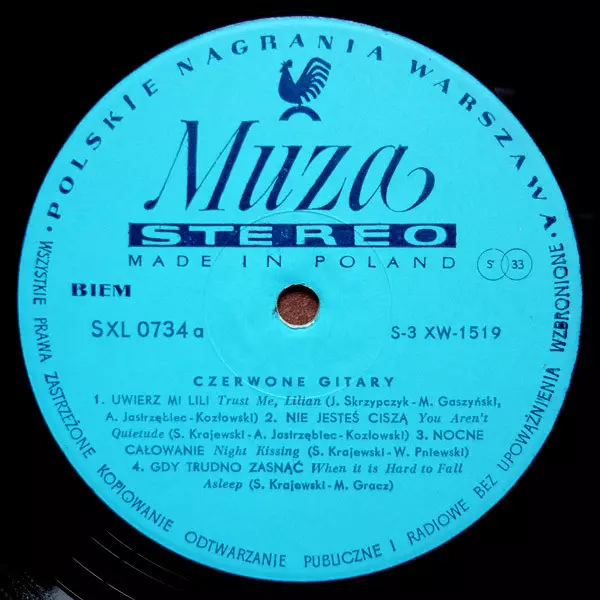 • POLSKIE NAGRANIA WARSZAWA •
Muza
STEREO
MADE IN POLAND
S 33
BIEM
SXL 0734 a
S-3 XW-1519
CZERWONE GITARY
1. UWIERZ MI LILI Trust Me, Lilian (J. Skrzypczyk-M. Gaszyński,
A. Jastrzębiec-Kozłowski) 2. NIE JESTEŚ CISZĄ You Aren't
Quietude (S. Krajewski-A. Jastrzębiec-Kozłowski) 3. NOCNE
CAŁOWANIE Night Kissing (S. Krajewski-W. Pniewski)
4. GDY TRUDNO ZASNĄĆ When it is Hard to Fall
Asleep (S. Krajewski-M. Gracz)
WSZYSTKIE PRAWA ZASTRZEŻONE KOPIOWANIE ODTWARZANIE PUBLICZNE I RADIOWE BEZ UPOWAŻNIENIA WZBRONIONE